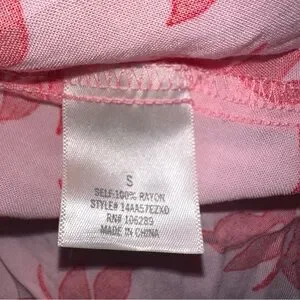 S
SELF:100% RAYON
STYLE# 14AA57EZXO
RN# 106289
MADE IN CHINA